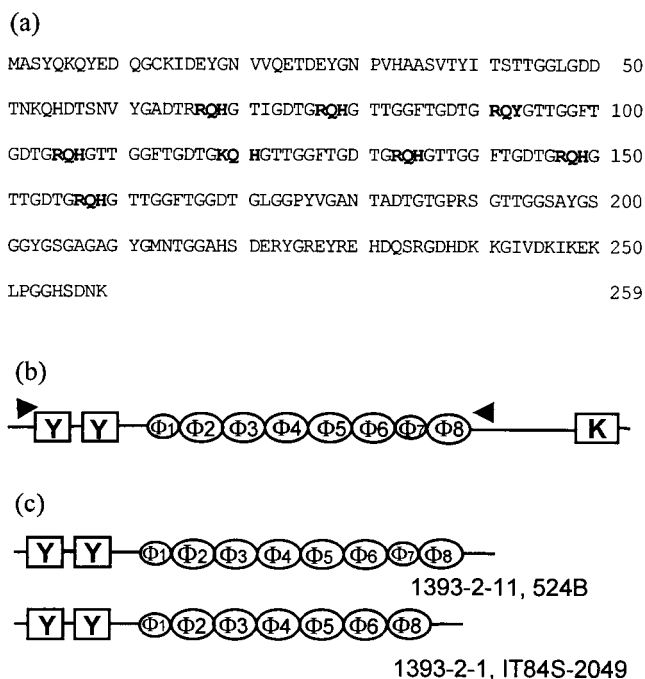 (a)
MASYQKQYED QGCKIDEYGN VVQETDEYGN PVHAASVTYI TSTTGGLGDD 50
TNKQHDTSNV YGADTRRQHG TIGDTGRQHG TTGGFTGDTG RQYGTTGGFT 100
GDTGRQHGTT GGFTGDTGKQ HGTTGGFTGD TGRQHGTTGG FTGDTGRQHG 150
TTGDTGRQHG TTGGFTGGDT GLGGPYVGAN TADTGTGPRS GTTGGSAYGS 200
GGYGSGAGAG YGMNTGGAHS DERYGREYRE HDQSRGDHDK KGIVDKIKEK 250
LPGGHSDNK 259
(b)
Y Y Φ1 Φ2 Φ3 Φ4 Φ5 Φ6 Φ7 Φ8 K
(c)
Y Y Φ1 Φ2 Φ3 Φ4 Φ5 Φ6 Φ7 Φ8
1393-2-11, 524B
Y Y Φ1 Φ2 Φ3 Φ4 Φ5 Φ6 Φ8
1393-2-1, IT84S-2049